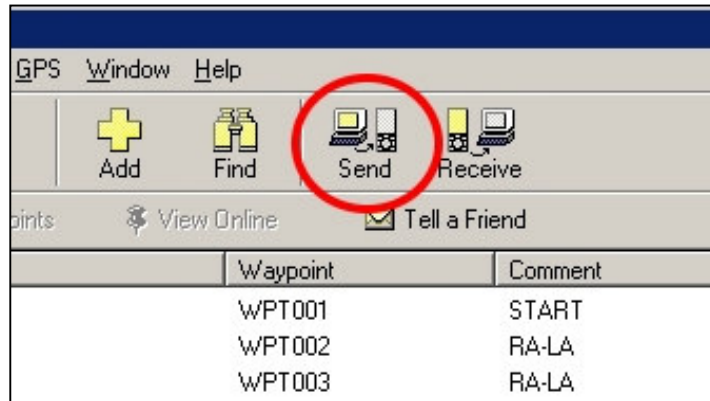 GPS Window Help
Add Find Send Receive
oints View Online Tell a Friend
Waypoint Comment
WPT001 START
WPT002 RA-LA
WPT003 RA-LA